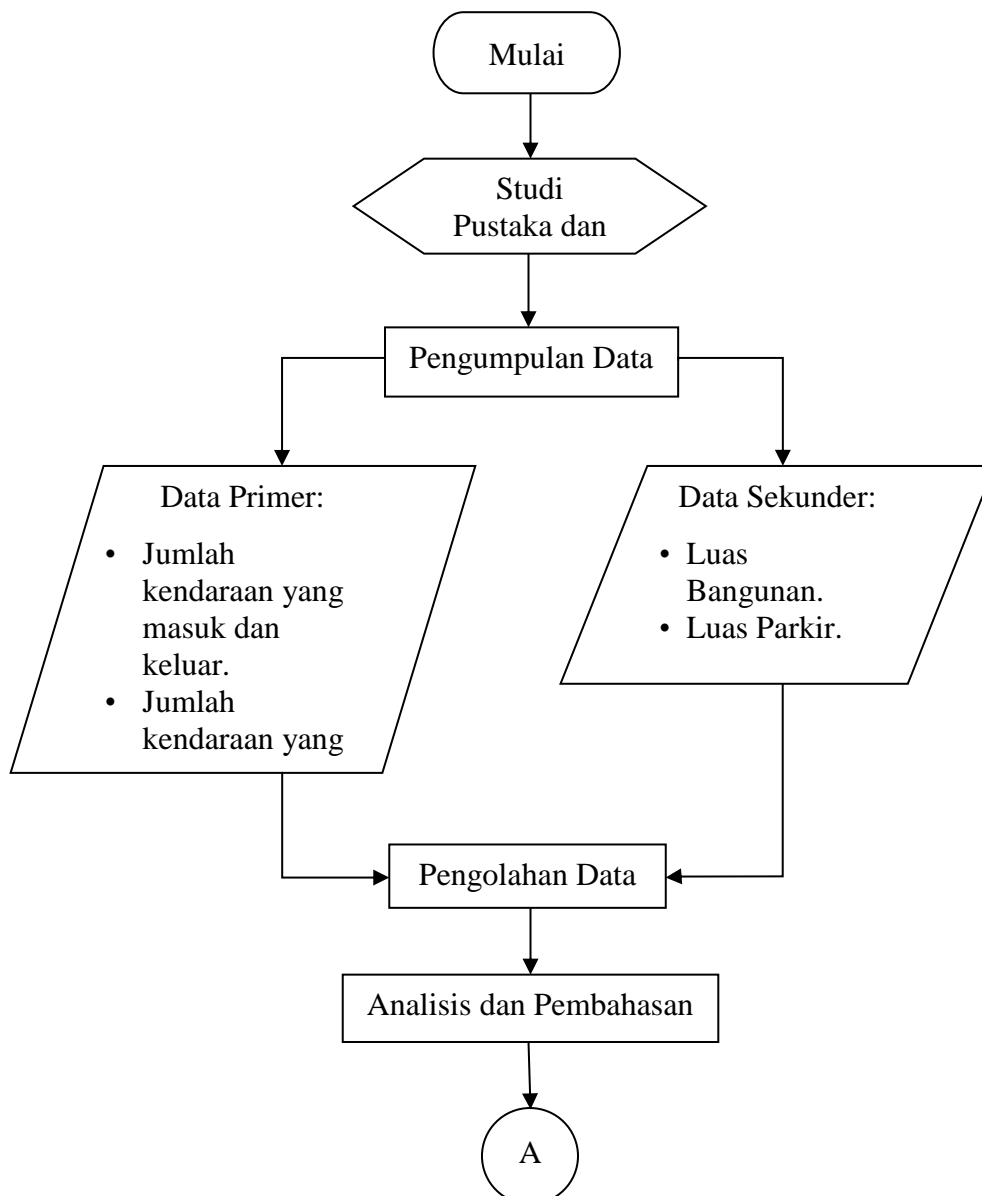 Mulai
Studi
Pustaka dan
Pengumpulan Data
Data Primer:
• Jumlah
kendaraan yang
masuk dan
keluar.
• Jumlah
kendaraan yang
Data Sekunder:
• Luas
Bangunan.
• Luas Parkir.
Pengolahan Data
Analisis dan Pembahasan
A